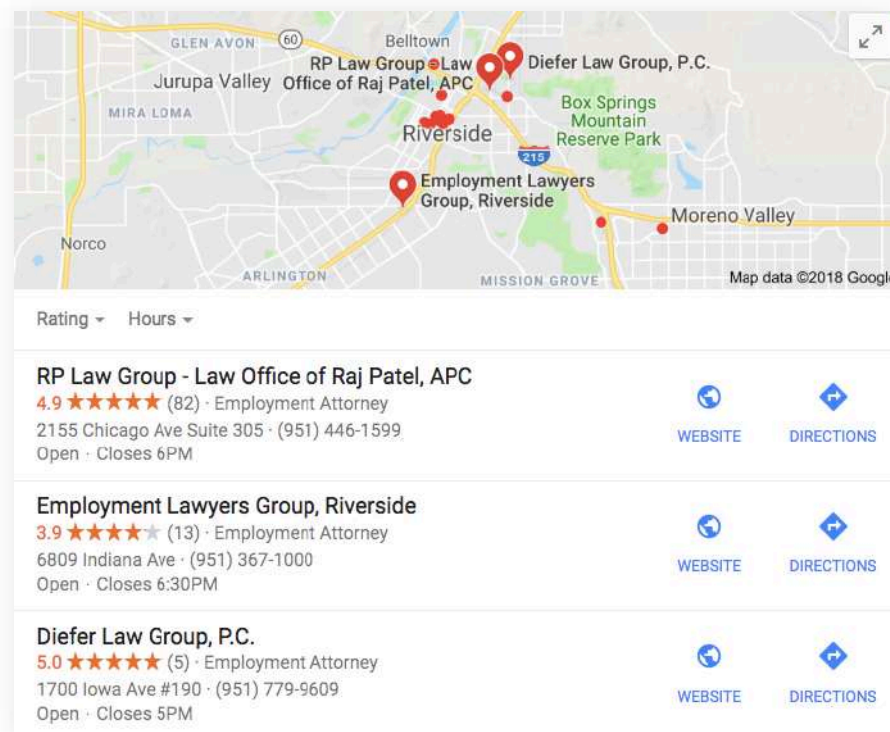 GLEN AVON
60
Belltown
RP Law Group - Law
Office of Raj Patel, APC
Diefer Law Group, P.C.
Jurupa Valley
MIRA LOMA
Box Springs
Mountain
Reserve Park
Riverside
215
Employment Lawyers
Group, Riverside
Moreno Valley
Norco
ARLINGTON
MISSION GROVE
Map data ©2018 Google
Rating Hours
RP Law Group - Law Office of Raj Patel, APC
4.9 ★★★★★ (82) · Employment Attorney
2155 Chicago Ave Suite 305 · (951) 446-1599
Open · Closes 6PM
WEBSITE DIRECTIONS
Employment Lawyers Group, Riverside
3.9 ★★★★★ (13) · Employment Attorney
6809 Indiana Ave · (951) 367-1000
Open · Closes 6:30PM
WEBSITE DIRECTIONS
Diefer Law Group, P.C.
5.0 ★★★★★ (5) · Employment Attorney
1700 Iowa Ave #190 · (951) 779-9609
Open · Closes 5PM
WEBSITE DIRECTIONS